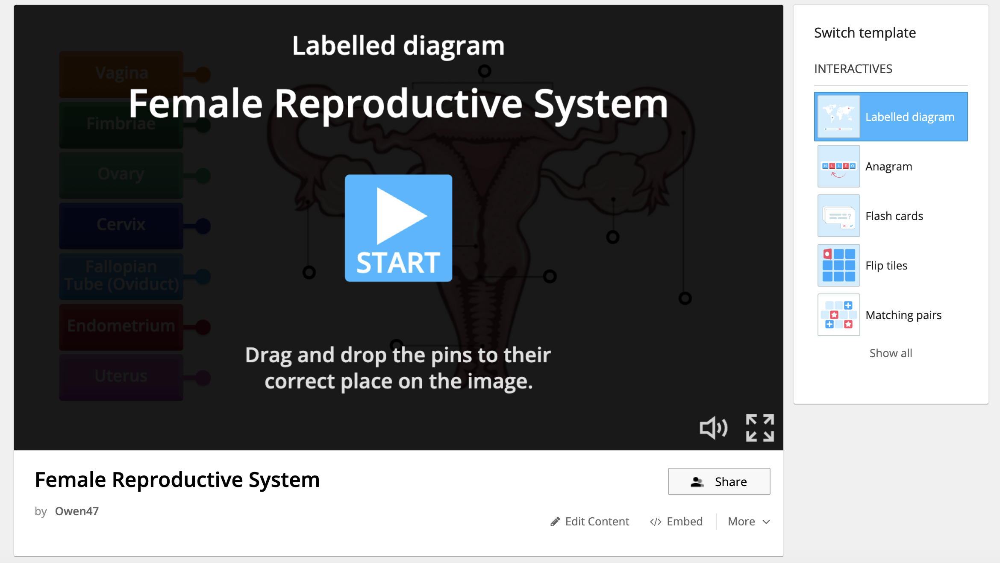 Labelled diagram
Female Reproductive System
Vagina
Fimbriae
Ovary
Cervix
Fallopian
Tube (Oviduct)
Endometrium
Uterus
START
Drag and drop the pins to their
correct place on the image.
Female Reproductive System
by Owen47
Share
Edit Content
</> Embed
More
Switch template
INTERACTIVES
Labelled diagram
H L L E O
Anagram
?
Flash cards
Flip tiles
Matching pairs
Show all